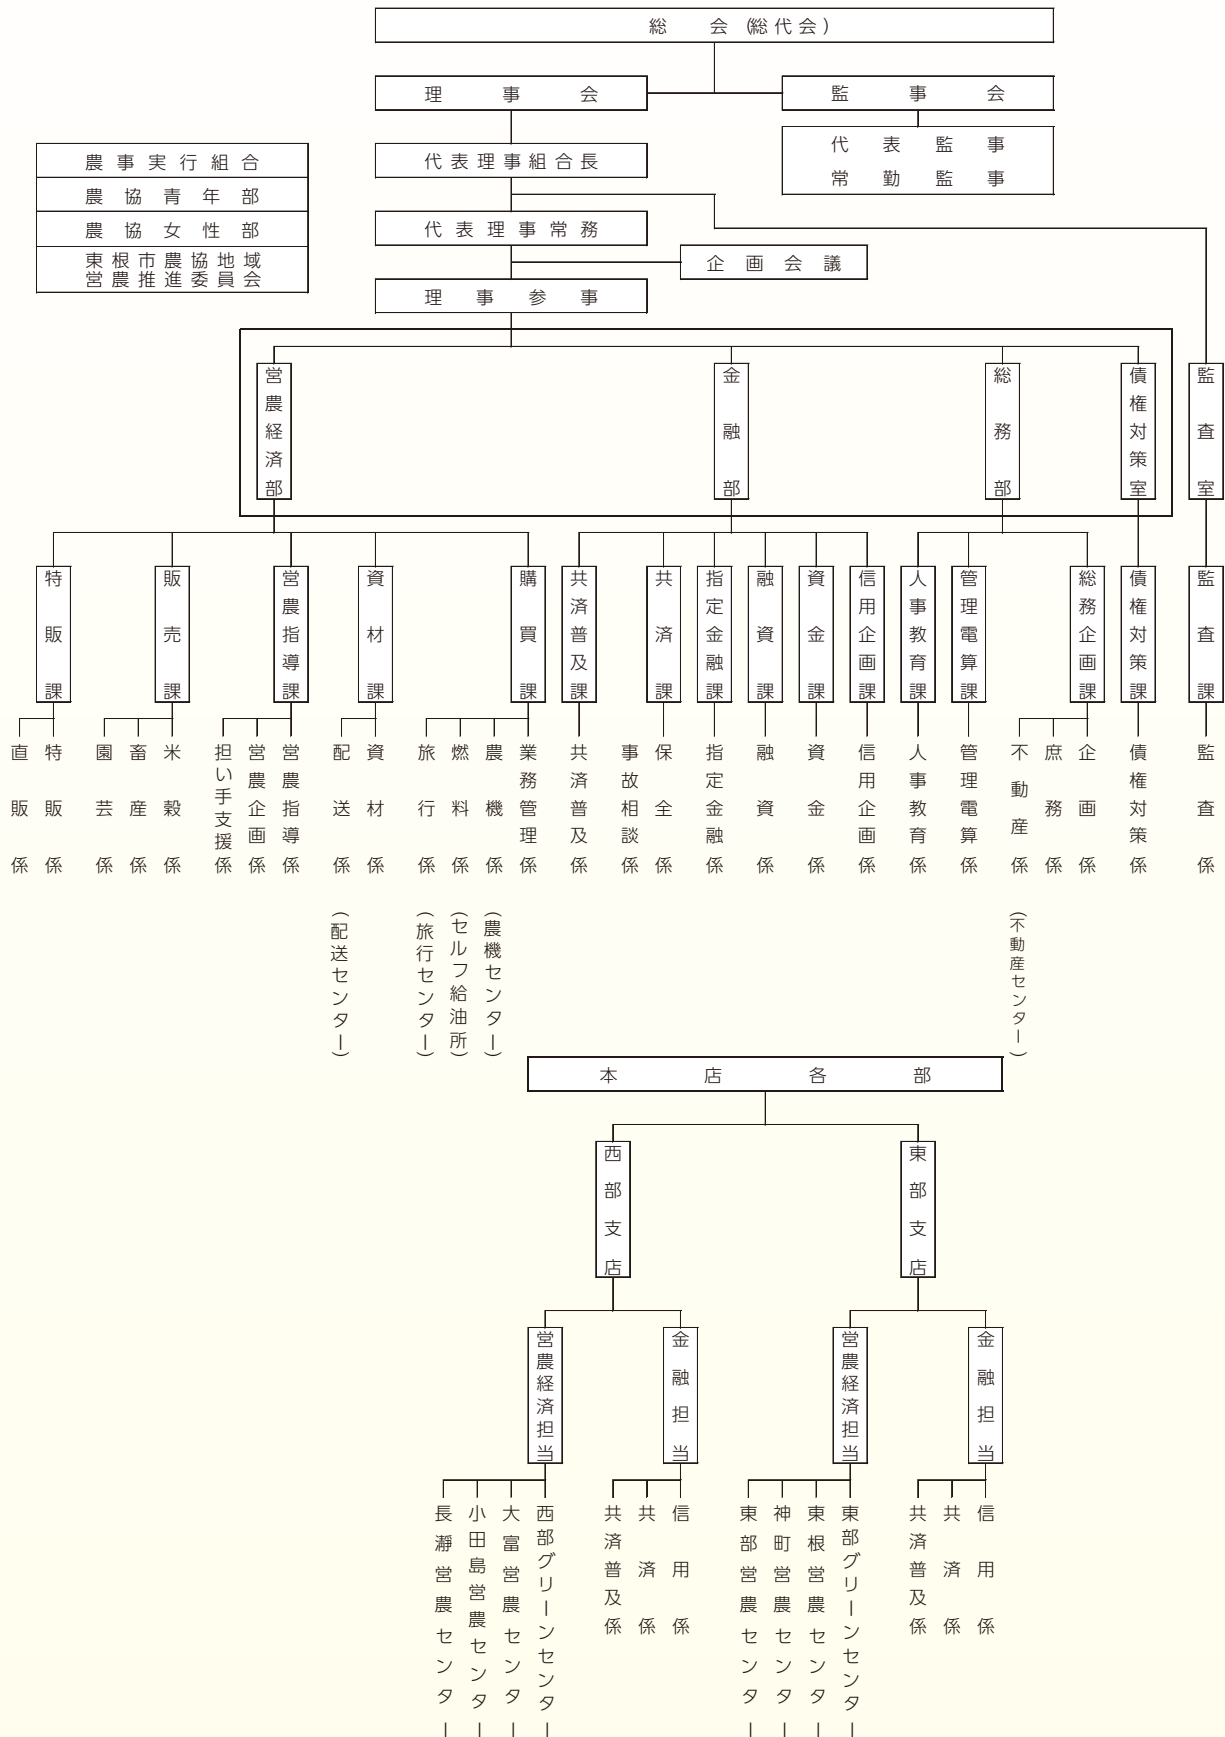 総会(総代会)
理事会
監事会
代表監事
常勤監事
農事実行組合
農協青年部
農協女性部
東根市農協地域
営農推進委員会
代表理事組合長
代表理事常務
企画会議
理事参事
営農経済部
金融部
総務部
債権対策室
監査室
特販課
販売課
営農指導課
資材課
購買課
共済普及課
共済課
指定金融課
融資課
資金課
信用企画課
人事教育課
管理電算課
総務企画課
債権対策課
監査課
直販係
特販係
園芸係
畜産係
米穀係
担い手支援係
営農企画係
営農指導係
配送係
(配送センター)
資材係
旅行係
(旅行センター)
燃料係
(セルフ給油所)
農機係
(農機センター)
業務管理係
共済普及係
事故相談係
保全係
指定金融係
融資係
資金係
信用企画係
人事教育係
管理電算係
不動産係
(不動産センター)
庶務係
企画係
債権対策係
監査係
本店各部
西部支店
東部支店
営農経済担当
金融担当
営農経済担当
金融担当
長瀞営農センター
小田島営農センター
大富営農センター
西部グリーンセンター
共済普及係
共済係
信用係
東部営農センター
神町営農センター
東根営農センター
東部グリーンセンター
共済普及係
共済係
信用係